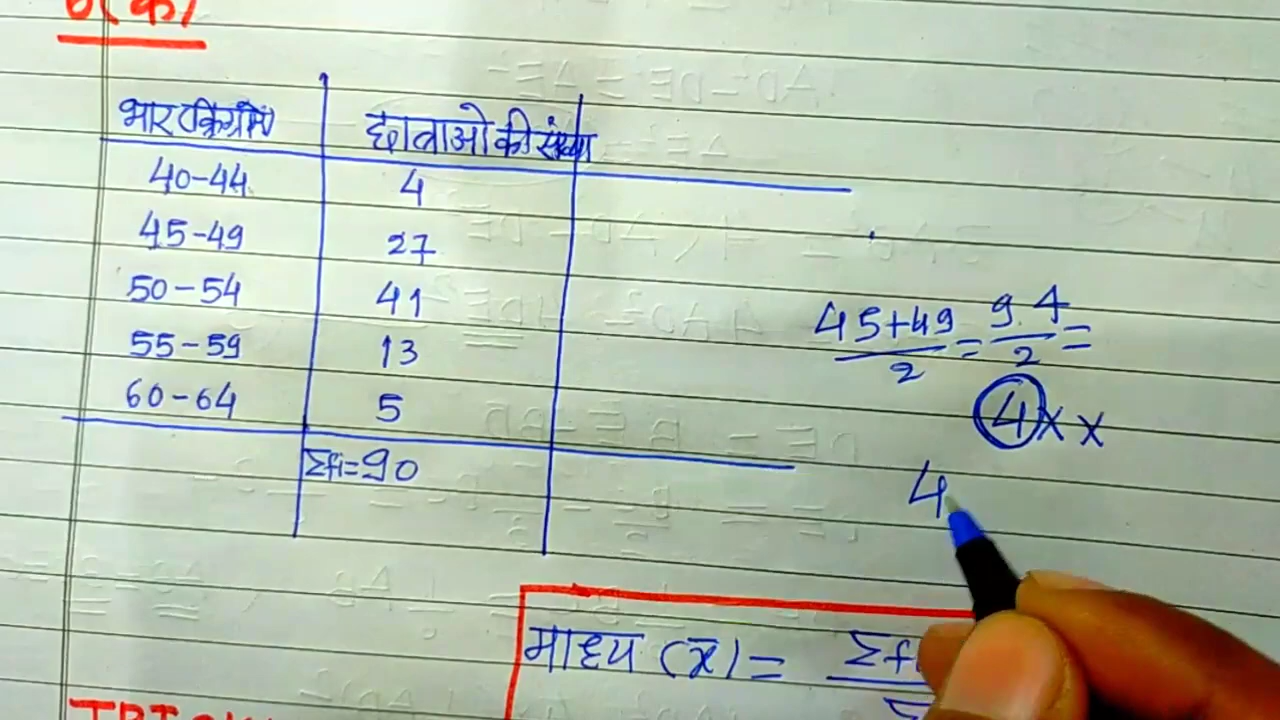 भार(किग्रा में) छात्राओ की संख्या
40-44 4
45-49 27
50-54 41
55-59 13
60-64 5
Σfi=90
45+49/2 = 94/2 =
4 x x
4
माध्य (x̄) = Σf